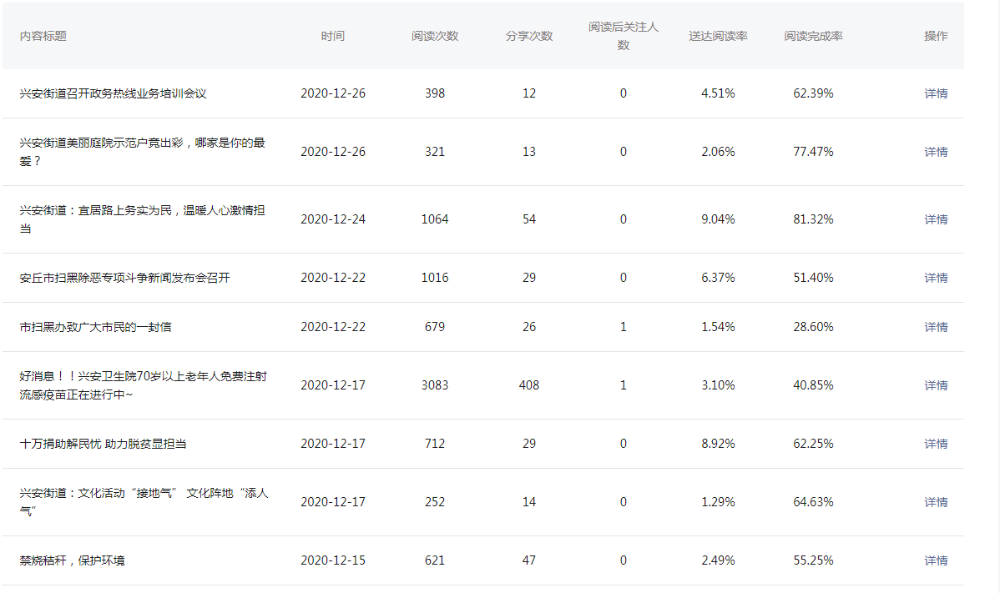 内容标题 时间 阅读次数 分享次数 阅读后关注人数 送达阅读率 阅读完成率 操作
兴安街道召开政务热线业务培训会议 2020-12-26 398 12 0 4.51% 62.39% 详情
兴安街道美丽庭院示范户竞出彩，哪家是你的最
爱？ 2020-12-26 321 13 0 2.06% 77.47% 详情
兴安街道：宜居路上务实为民，温暖人心激情担
当 2020-12-24 1064 54 0 9.04% 81.32% 详情
安丘市扫黑除恶专项斗争新闻发布会召开 2020-12-22 1016 29 0 6.37% 51.40% 详情
市扫黑办致广大市民的一封信 2020-12-22 679 26 1 1.54% 28.60% 详情
好消息！！兴安卫生院70岁以上老年人免费注射
流感疫苗正在进行中~ 2020-12-17 3083 408 1 3.10% 40.85% 详情
十万捐助解民忧 助力脱贫显担当 2020-12-17 712 29 0 8.92% 62.25% 详情
兴安街道：文化活动“接地气” 文化阵地“添人
气” 2020-12-17 252 14 0 1.29% 64.63% 详情
禁烧秸秆，保护环境 2020-12-15 621 47 0 2.49% 55.25% 详情